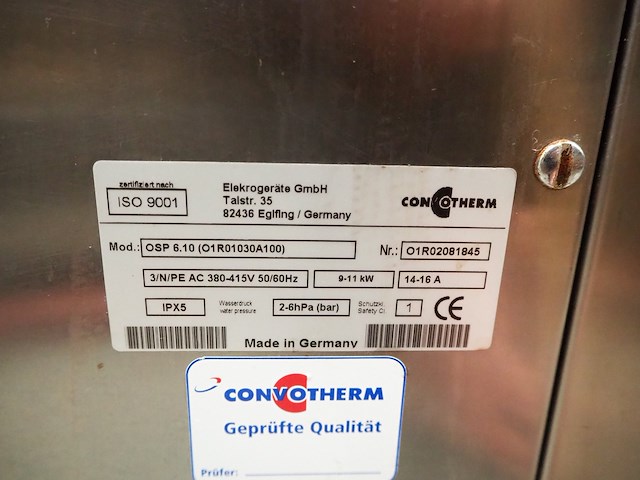 zertifiziert nach
ISO 9001
Elekrogeräte GmbH
Talstr. 35
82436 Eglfing / Germany
CONVOTHERM
Mod.: OSP 6.10 (O1R01030A100)
Nr.: O1R02081845
3/N/PE AC 380-415V 50/60Hz
9-11 kW
14-16 A
IPX5
Wasserdruck
water pressure
2-6hPa (bar)
Schutzkl.
Safety Cl.
1
CE
Made in Germany
CONVOTHERM
Geprüfte Qualität
Prüfer: